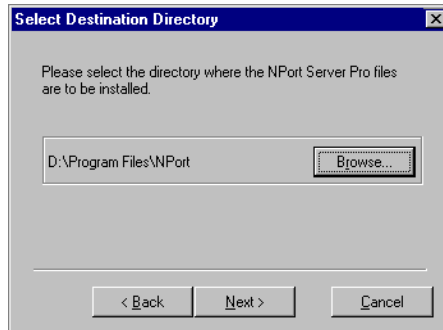 Select Destination Directory
Please select the directory where the NPort Server Pro files
are to be installed.
D:\Program Files\NPort
Browse...
< Back
Next >
Cancel